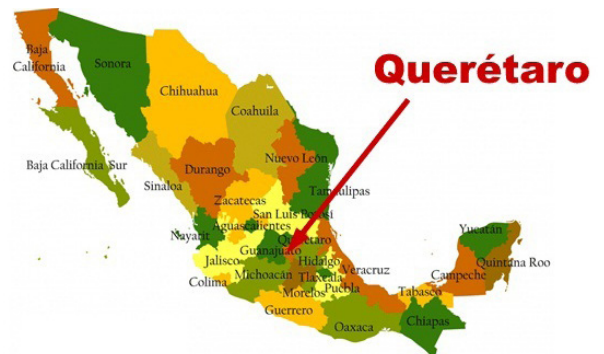 Querétaro
Baja
California
Sonora
Chihuahua
Coahuila
Baja California Sur
Sinaloa
Durango
Nuevo León
Tamaulipas
Zacatecas
San Luis Potosí
Aguascalientes
Nayarit
Querétaro
Guanajuato
Jalisco
Hidalgo
Colima
Michoacán
Tlaxcala
Veracruz
Morelos
Puebla
Guerrero
Oaxaca
Tabasco
Chiapas
Campeche
Yucatán
Quintana Roo